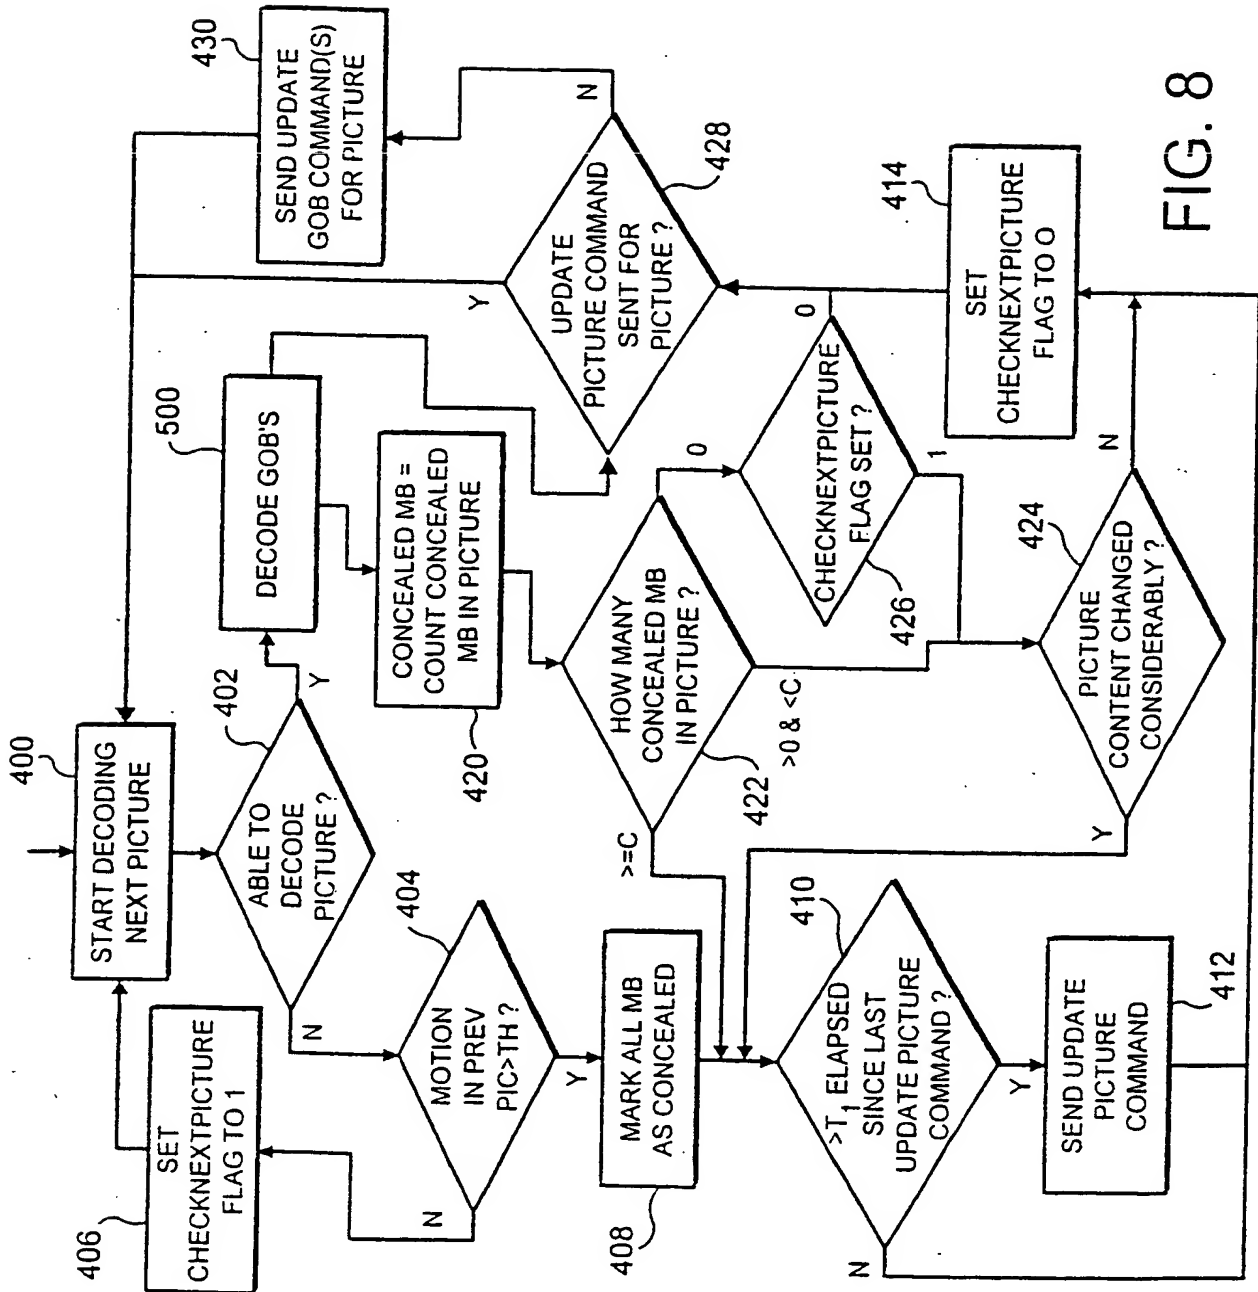 400
START DECODING
NEXT PICTURE
402
ABLE TO
DECODE
PICTURE ?
N
Y
404
MOTION
IN PREV
PIC>TH ?
N
Y
406
SET
CHECKNEXTPICTURE
FLAG TO 1
408
MARK ALL MB
AS CONCEALED
410
>T1 ELAPSED
SINCE LAST
UPDATE PICTURE
COMMAND ?
N
Y
412
SEND UPDATE
PICTURE
COMMAND
500
DECODE GOB'S
420
CONCEALED MB =
COUNT CONCEALED
MB IN PICTURE
422
HOW MANY
CONCEALED MB
IN PICTURE ?
>=C
>0 & <C
0
426
CHECKNEXTPICTURE
FLAG SET ?
0
1
424
PICTURE
CONTENT CHANGED
CONSIDERABLY ?
Y
N
414
SET
CHECKNEXTPICTURE
FLAG TO 0
428
UPDATE
PICTURE COMMAND
SENT FOR
PICTURE ?
Y
N
430
SEND UPDATE
GOB COMMAND(S)
FOR PICTURE
FIG. 8